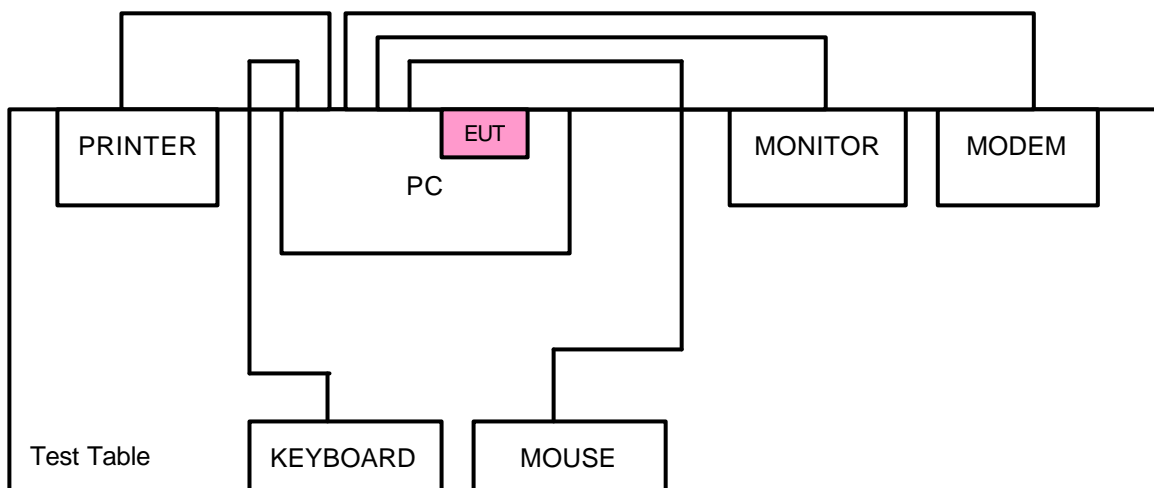 PRINTER
EUT
PC
MONITOR
MODEM
Test Table
KEYBOARD
MOUSE